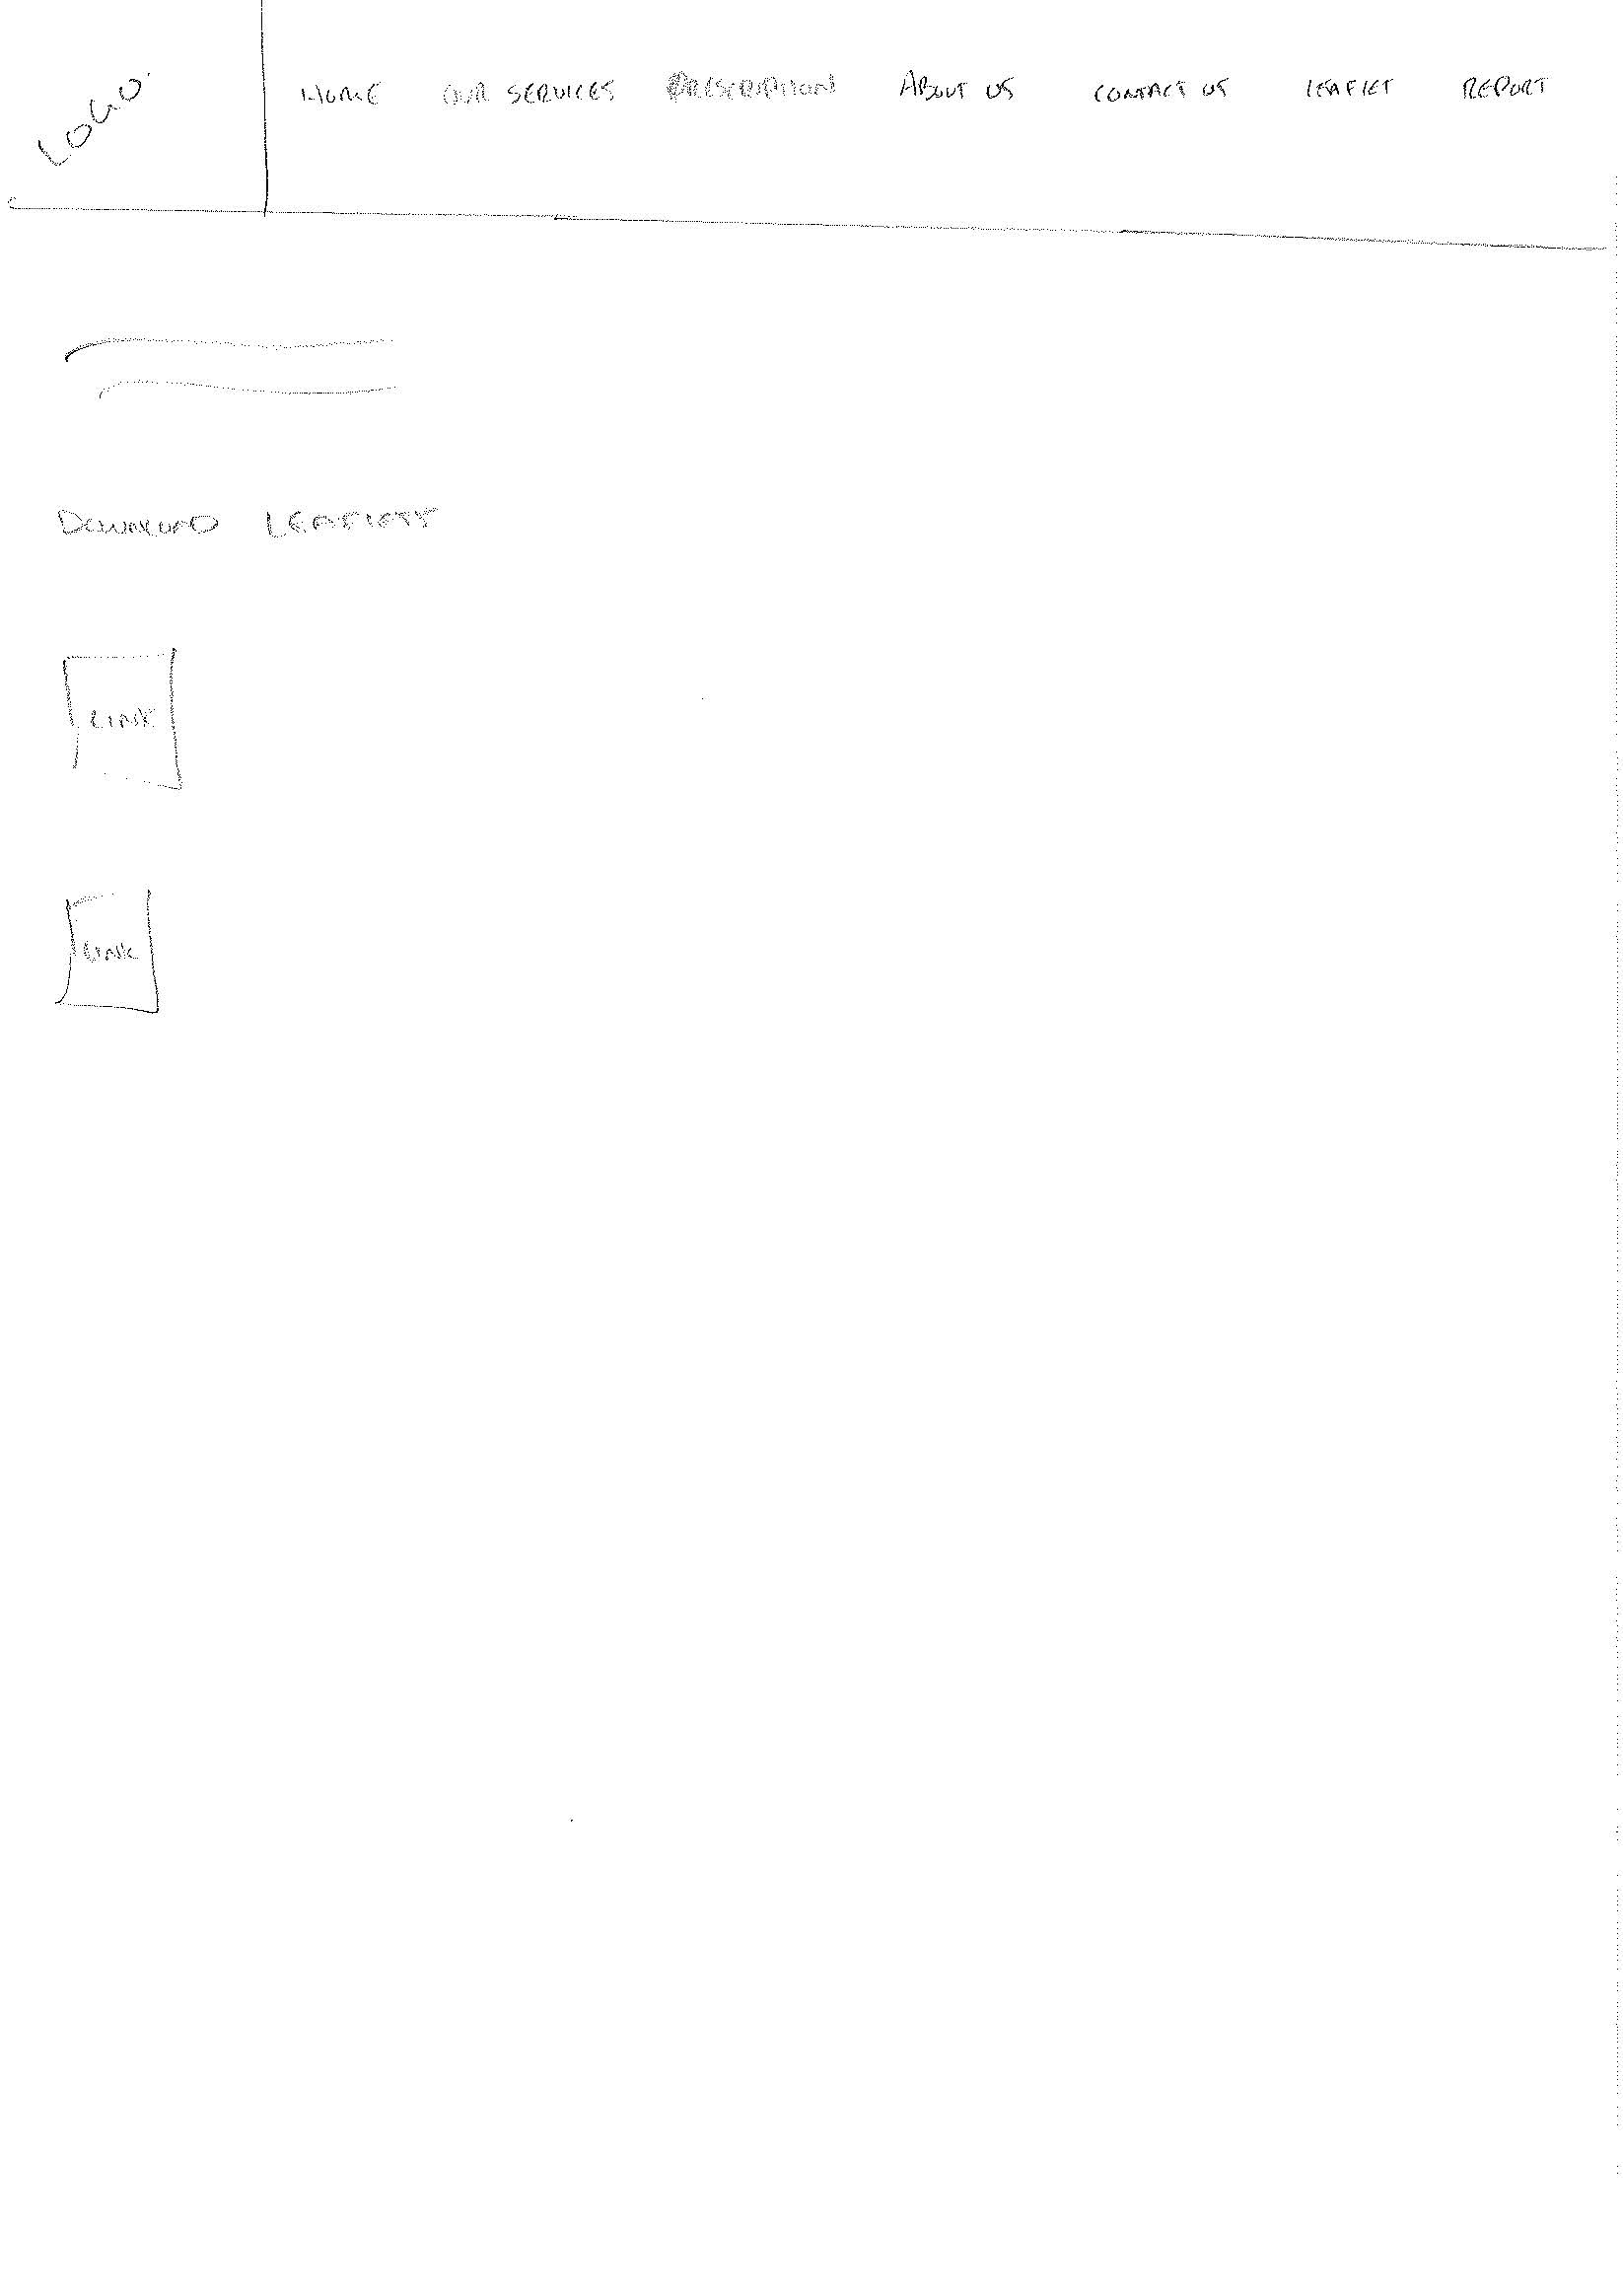 LOGO
HOME OUR SERVICES PRESCRIPTION ABOUT US CONTACT US LEAFLET REPORT
DOWNLOAD LEAFLETS
LINK
LINK